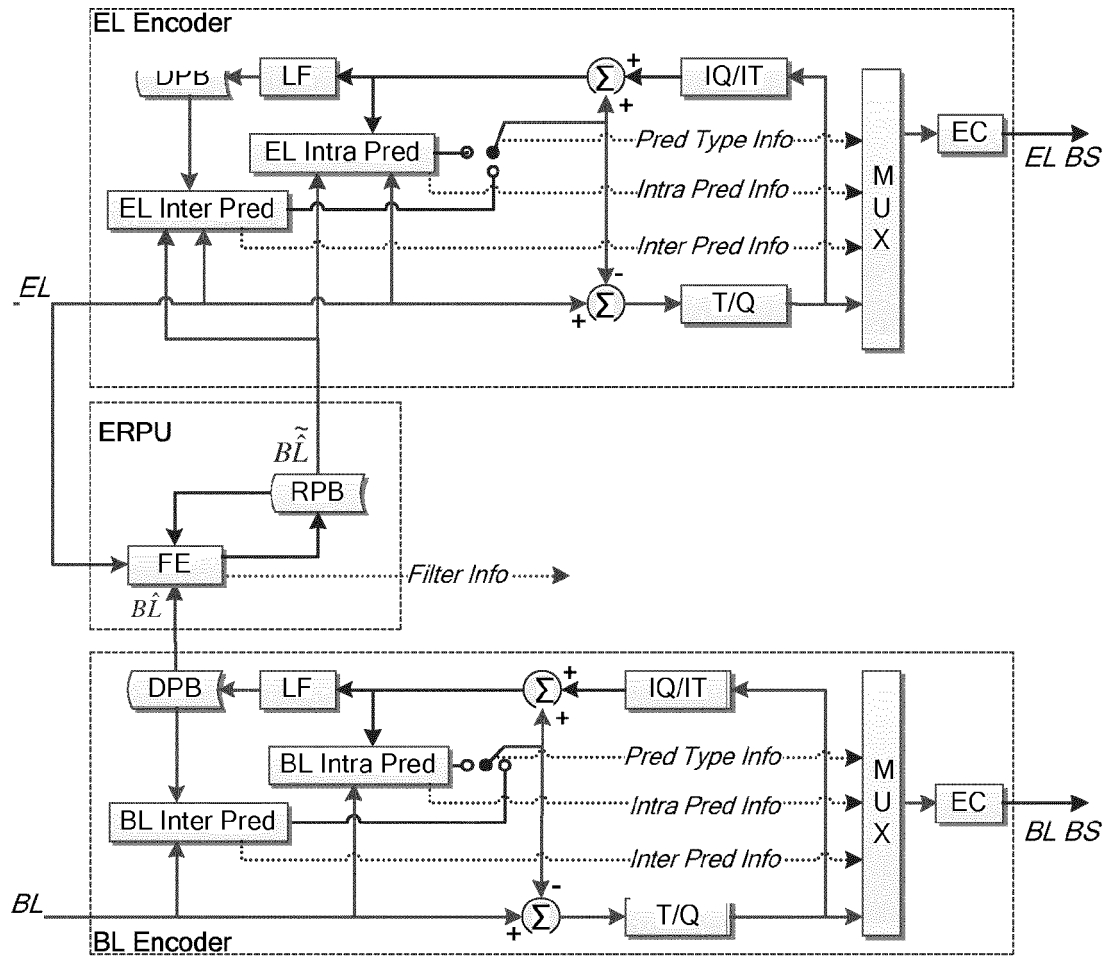 EL Encoder
DPB
LF
Σ
+
+
IQ/IT
EL Intra Pred
Pred Type Info
EC
EL BS
Intra Pred Info
MUX
EL Inter Pred
Inter Pred Info
EL
-
+
Σ
T/Q
ERPU
B\tilde{\hat{L}}
RPB
FE
Filter Info
B\hat{L}
DPB
LF
Σ
+
+
IQ/IT
BL Intra Pred
Pred Type Info
MUX
EC
BL BS
Intra Pred Info
BL Inter Pred
Inter Pred Info
BL
-
+
Σ
T/Q
BL Encoder